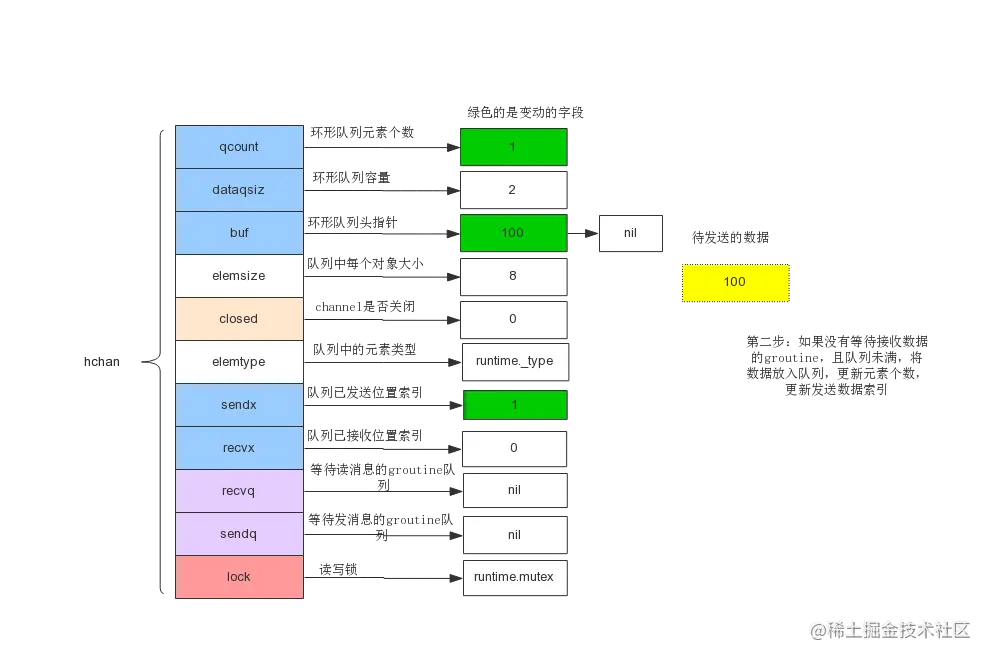 绿色的是变动的字段
qcount
环形队列元素个数
1
dataqsiz
环形队列容量
2
buf
环形队列头指针
100
nil
待发送的数据
elemsize
队列中每个对象大小
8
100
closed
channel是否关闭
0
hchan
elemtype
队列中的元素类型
runtime._type
第二步：如果没有等待接收数据
的groutine，且队列未满，将
数据放入队列，更新元素个数，
更新发送数据索引
sendx
队列已发送位置索引
1
recvx
队列已接收位置索引
0
recvq
等待读消息的groutine队
列
nil
sendq
等待发消息的groutine队
列
nil
lock
读写锁
runtime.mutex
@稀土掘金技术社区